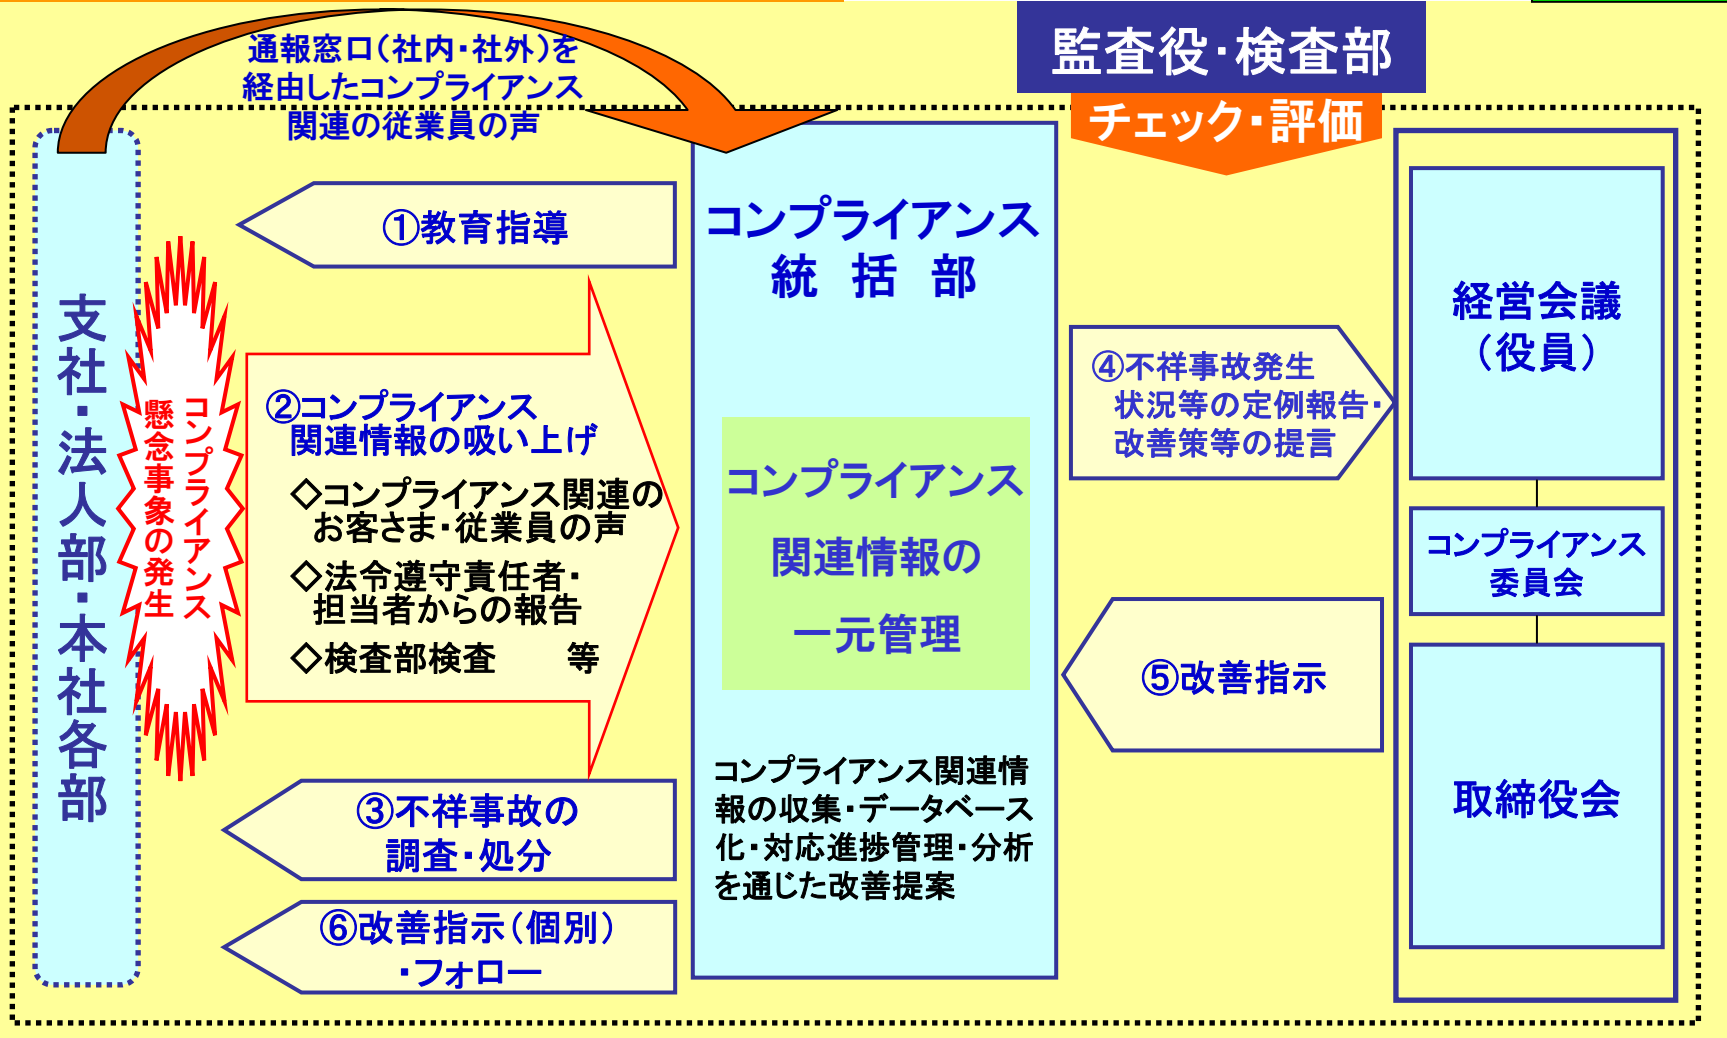 通報窓口（社内・社外）を
経由したコンプライアンス
関連の従業員の声
監査役・検査部
チェック・評価
支社・法人部・本社各部
コンプライアンス
懸念事象の発生
①教育指導
②コンプライアンス
関連情報の吸い上げ
◇コンプライアンス関連の
お客さま・従業員の声
◇法令遵守責任者・
担当者からの報告
◇検査部検査　等
③不祥事故の
調査・処分
⑥改善指示（個別）
・フォロー
コンプライアンス
統　括　部
コンプライアンス
関連情報の
一元管理
コンプライアンス関連情
報の収集・データベース
化・対応進捗管理・分析
を通じた改善提案
④不祥事故発生
状況等の定例報告・
改善策等の提言
⑤改善指示
経営会議
（役員）
コンプライアンス
委員会
取締役会